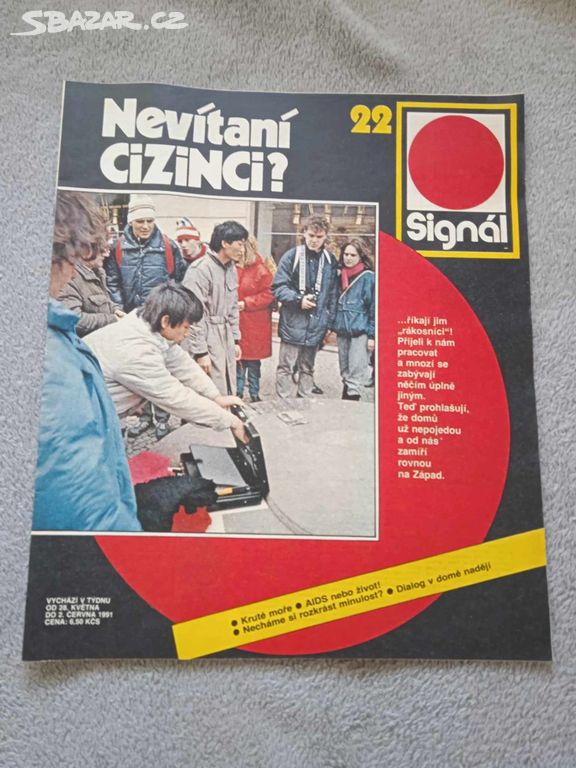 SBAZAR.CZ
Nevítaní
CiZiNCi?
22
Signál
...říkají jim
„rákosníci"!
Přijeli k nám
pracovat
a mnozí se
zabývají
něčím úplně
jiným.
Teď prohlašují,
že domů
už nepojedou
a od nás
zamíří
rovnou
na Západ.
VYCHÁZÍ V TÝDNU
OD 28. KVĚTNA
DO 2. ČERVNA 1991
CENA: 6,50 KČS
• Kruté moře • AIDS nebo život!
• Necháme si rozkrást minulost? • Dialog v domě nadějí